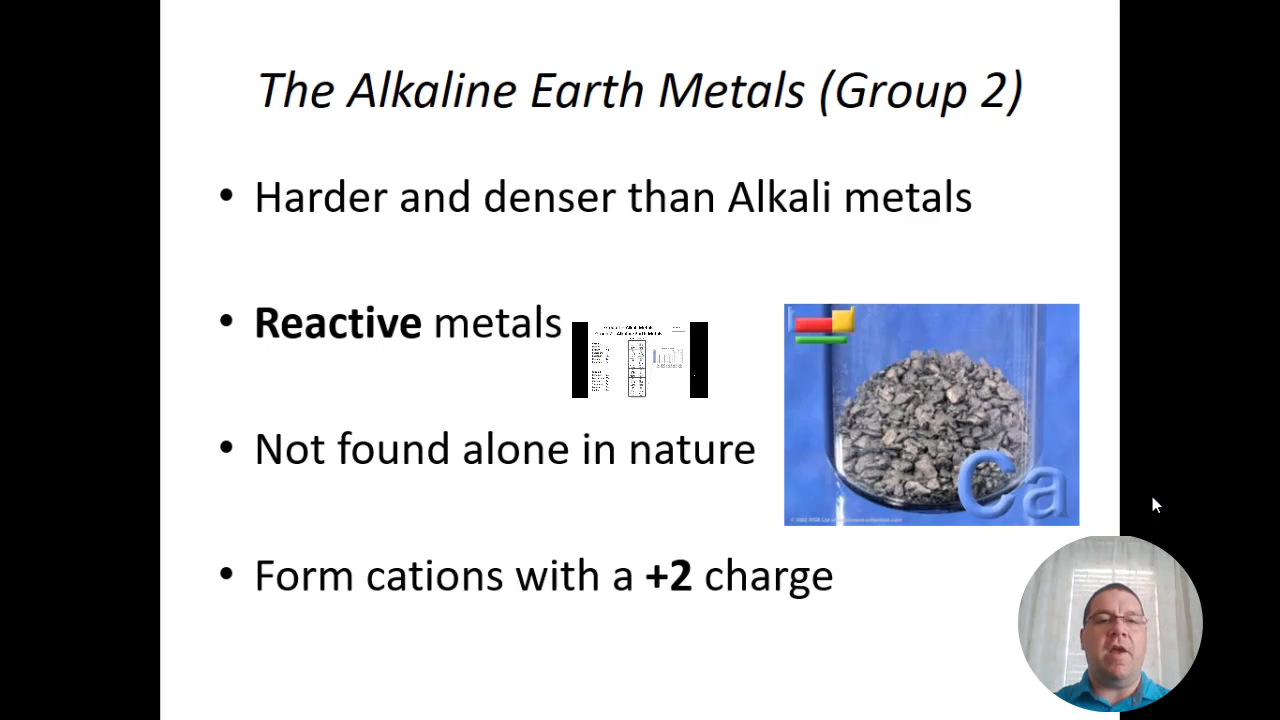 The Alkaline Earth Metals (Group 2)
• Harder and denser than Alkali metals
• Reactive metals
• Not found alone in nature
Ca
• Form cations with a +2 charge